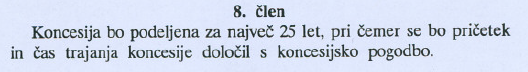 8. člen
Koncesija bo podeljena za največ 25 let, pri čemer se bo pričetek
in čas trajanja koncesije določil s koncesijsko pogodbo.